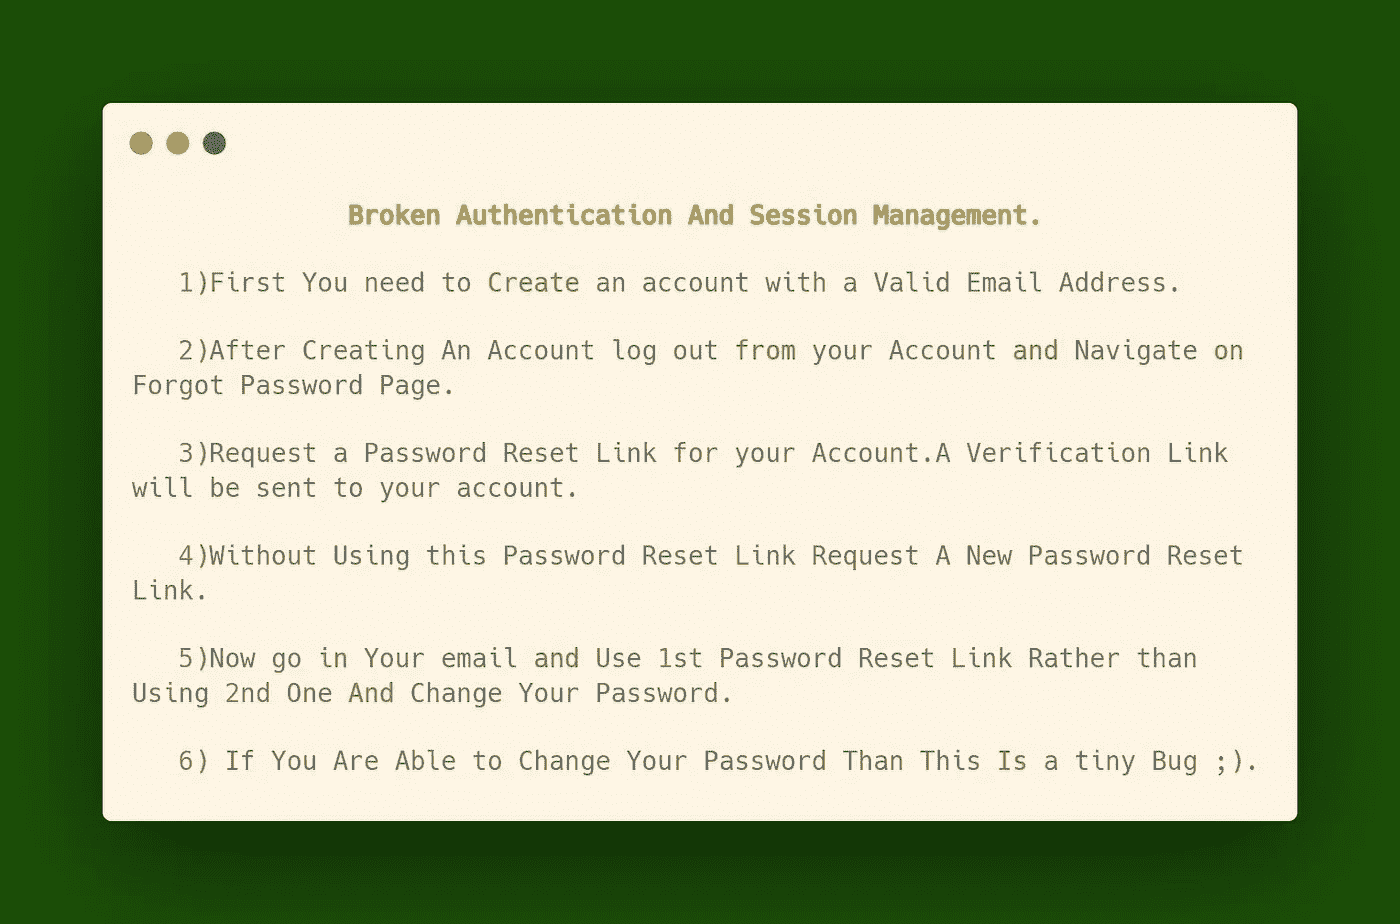 Broken Authentication And Session Management.
1)First You need to Create an account with a Valid Email Address.
2)After Creating An Account log out from your Account and Navigate on
Forgot Password Page.
3)Request a Password Reset Link for your Account.A Verification Link
will be sent to your account.
4)Without Using this Password Reset Link Request A New Password Reset
Link.
5)Now go in Your email and Use 1st Password Reset Link Rather than
Using 2nd One And Change Your Password.
6) If You Are Able to Change Your Password Than This Is a tiny Bug ;).